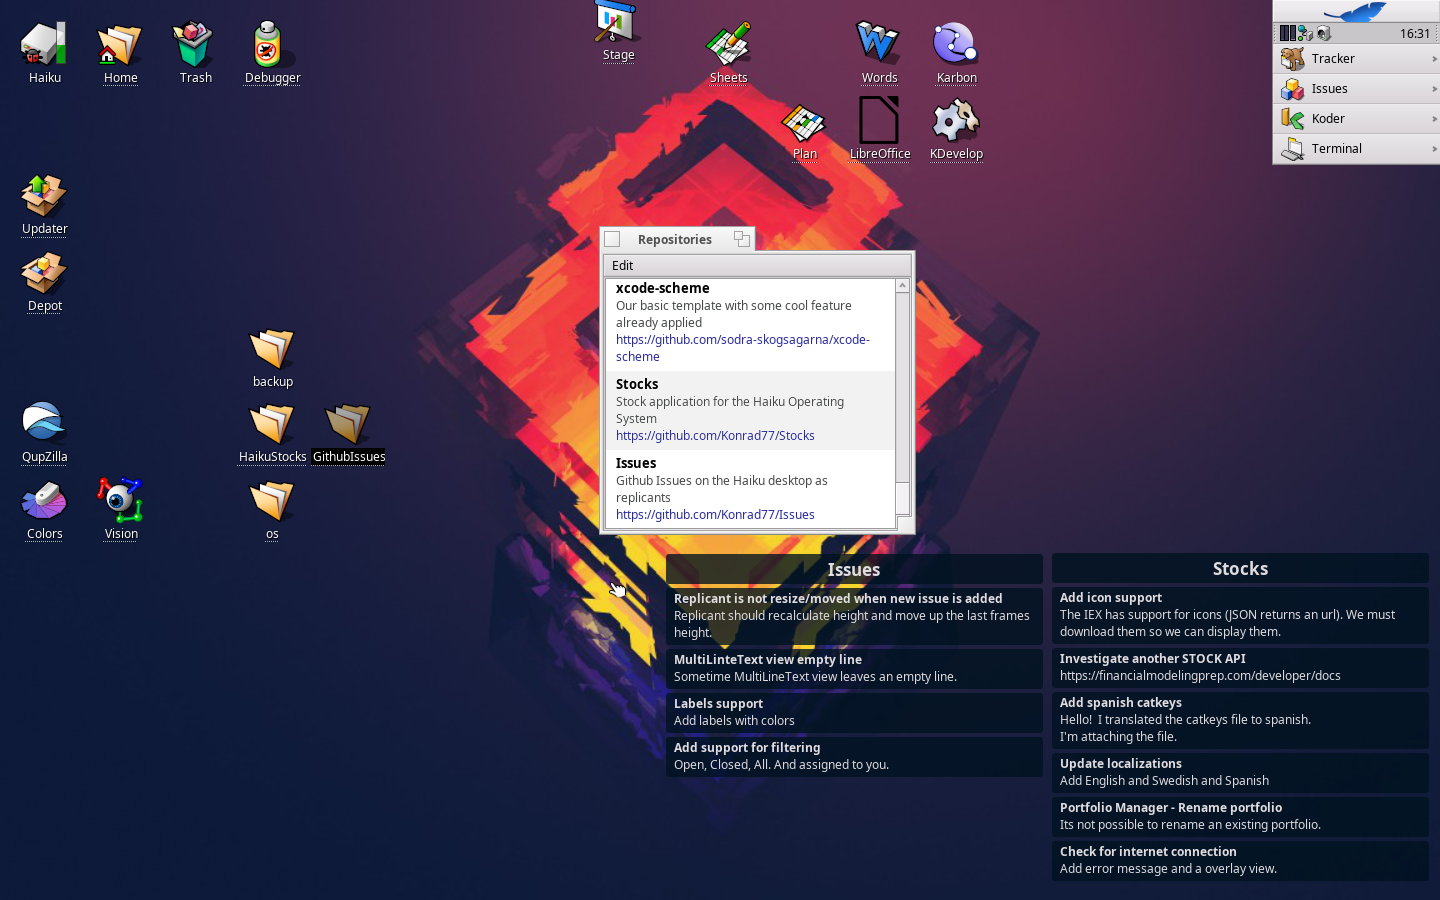 Haiku
Home
Trash
Debugger
Stage
Sheets
Words
Karbon
Plan
LibreOffice
KDevelop
16:31
Tracker
Issues
Koder
Terminal
Updater
Depot
backup
QupZilla
HaikuStocks
GithubIssues
Colors
Vision
os
Repositories
Edit
xcode-scheme
Our basic template with some cool feature
already applied
https://github.com/sodra-skogsagarna/xcode-
scheme
Stocks
Stock application for the Haiku Operating
System
https://github.com/Konrad77/Stocks
Issues
Github Issues on the Haiku desktop as
replicants
https://github.com/Konrad77/Issues
Issues
Replicant is not resize/moved when new issue is added
Replicant should recalculate height and move up the last frames
height.
MultiLinteText view empty line
Sometime MultiLineText view leaves an empty line.
Labels support
Add labels with colors
Add support for filtering
Open, Closed, All. And assigned to you.
Stocks
Add icon support
The IEX has support for icons (JSON returns an url). We must
download them so we can display them.
Investigate another STOCK API
https://financialmodelingprep.com/developer/docs
Add spanish catkeys
Hello!  I translated the catkeys file to spanish.
I'm attaching the file.
Update localizations
Add English and Swedish and Spanish
Portfolio Manager - Rename portfolio
Its not possible to rename an existing portfolio.
Check for internet connection
Add error message and a overlay view.